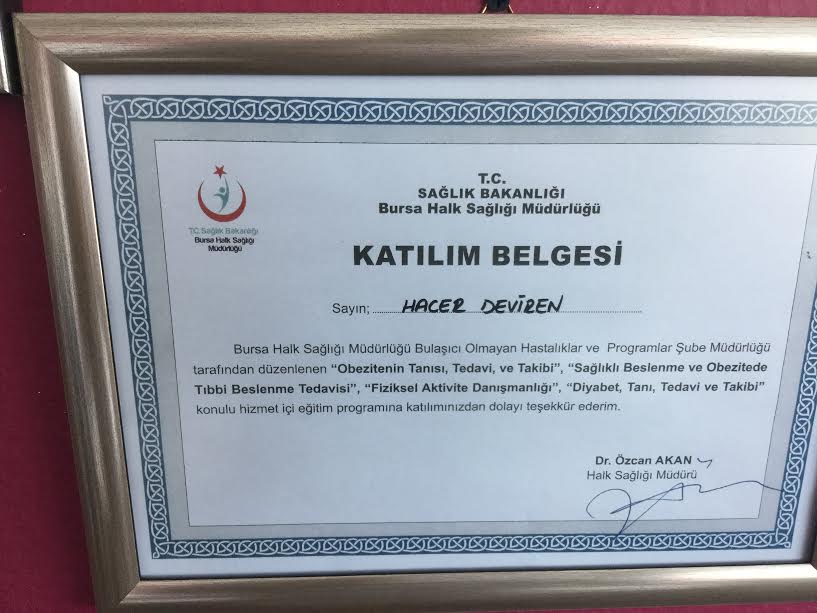 T.C.
SAĞLIK BAKANLIĞI
Bursa Halk Sağlığı Müdürlüğü
T.C. Sağlık Bakanlığı
Bursa Halk Sağlığı
Müdürlüğü
KATILIM BELGESİ
Sayın; HACER DEVİREN
Bursa Halk Sağlığı Müdürlüğü Bulaşıcı Olmayan Hastalıklar ve Programlar Şube Müdürlüğü
tarafından düzenlenen “Obezitenin Tanısı, Tedavi, ve Takibi”, “Sağlıklı Beslenme ve Obezitede
Tıbbi Beslenme Tedavisi”, “Fiziksel Aktivite Danışmanlığı”, “Diyabet, Tanı, Tedavi ve Takibi”
konulu hizmet içi eğitim programına katılımınızdan dolayı teşekkür ederim.
Dr. Özcan AKAN
Halk Sağlığı Müdürü